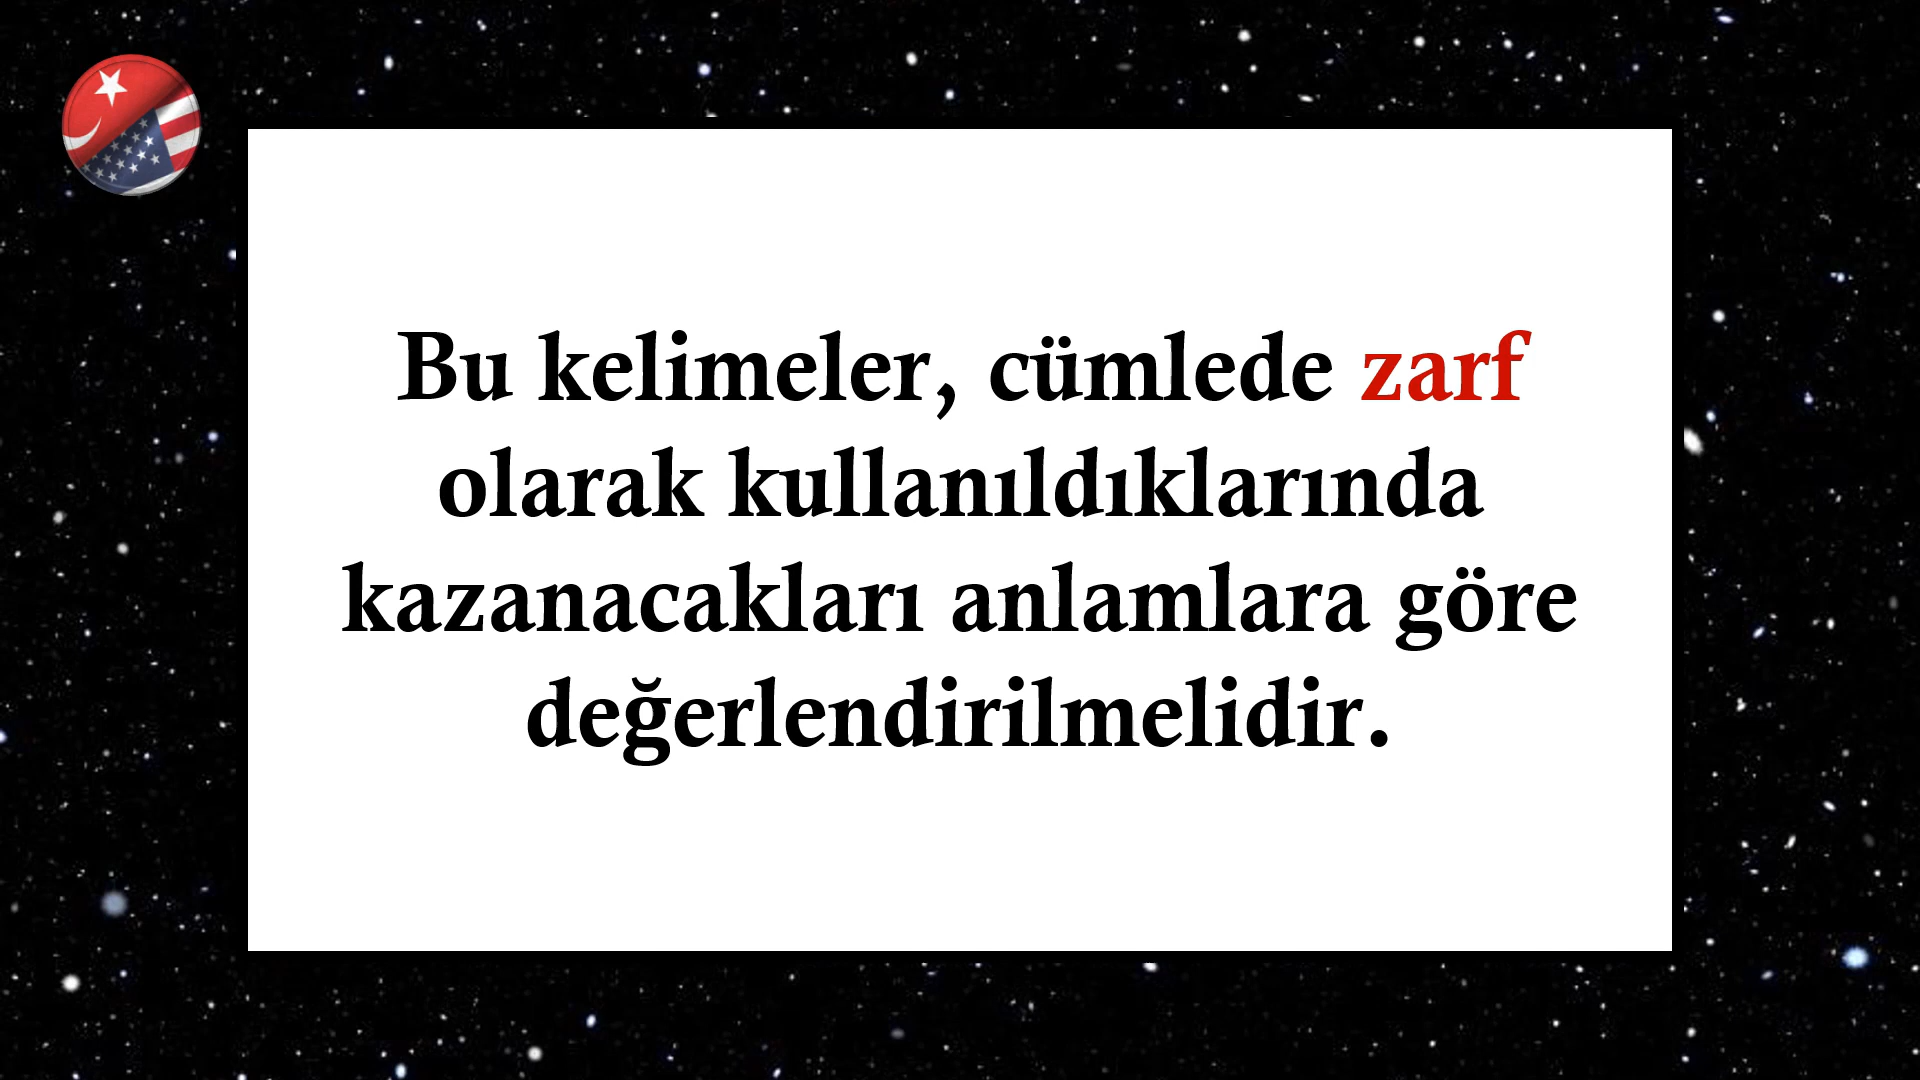 Bu kelimeler, cümlede zarf
olarak kullanıldıklarında
kazanacakları anlamlara göre
değerlendirilmelidir.